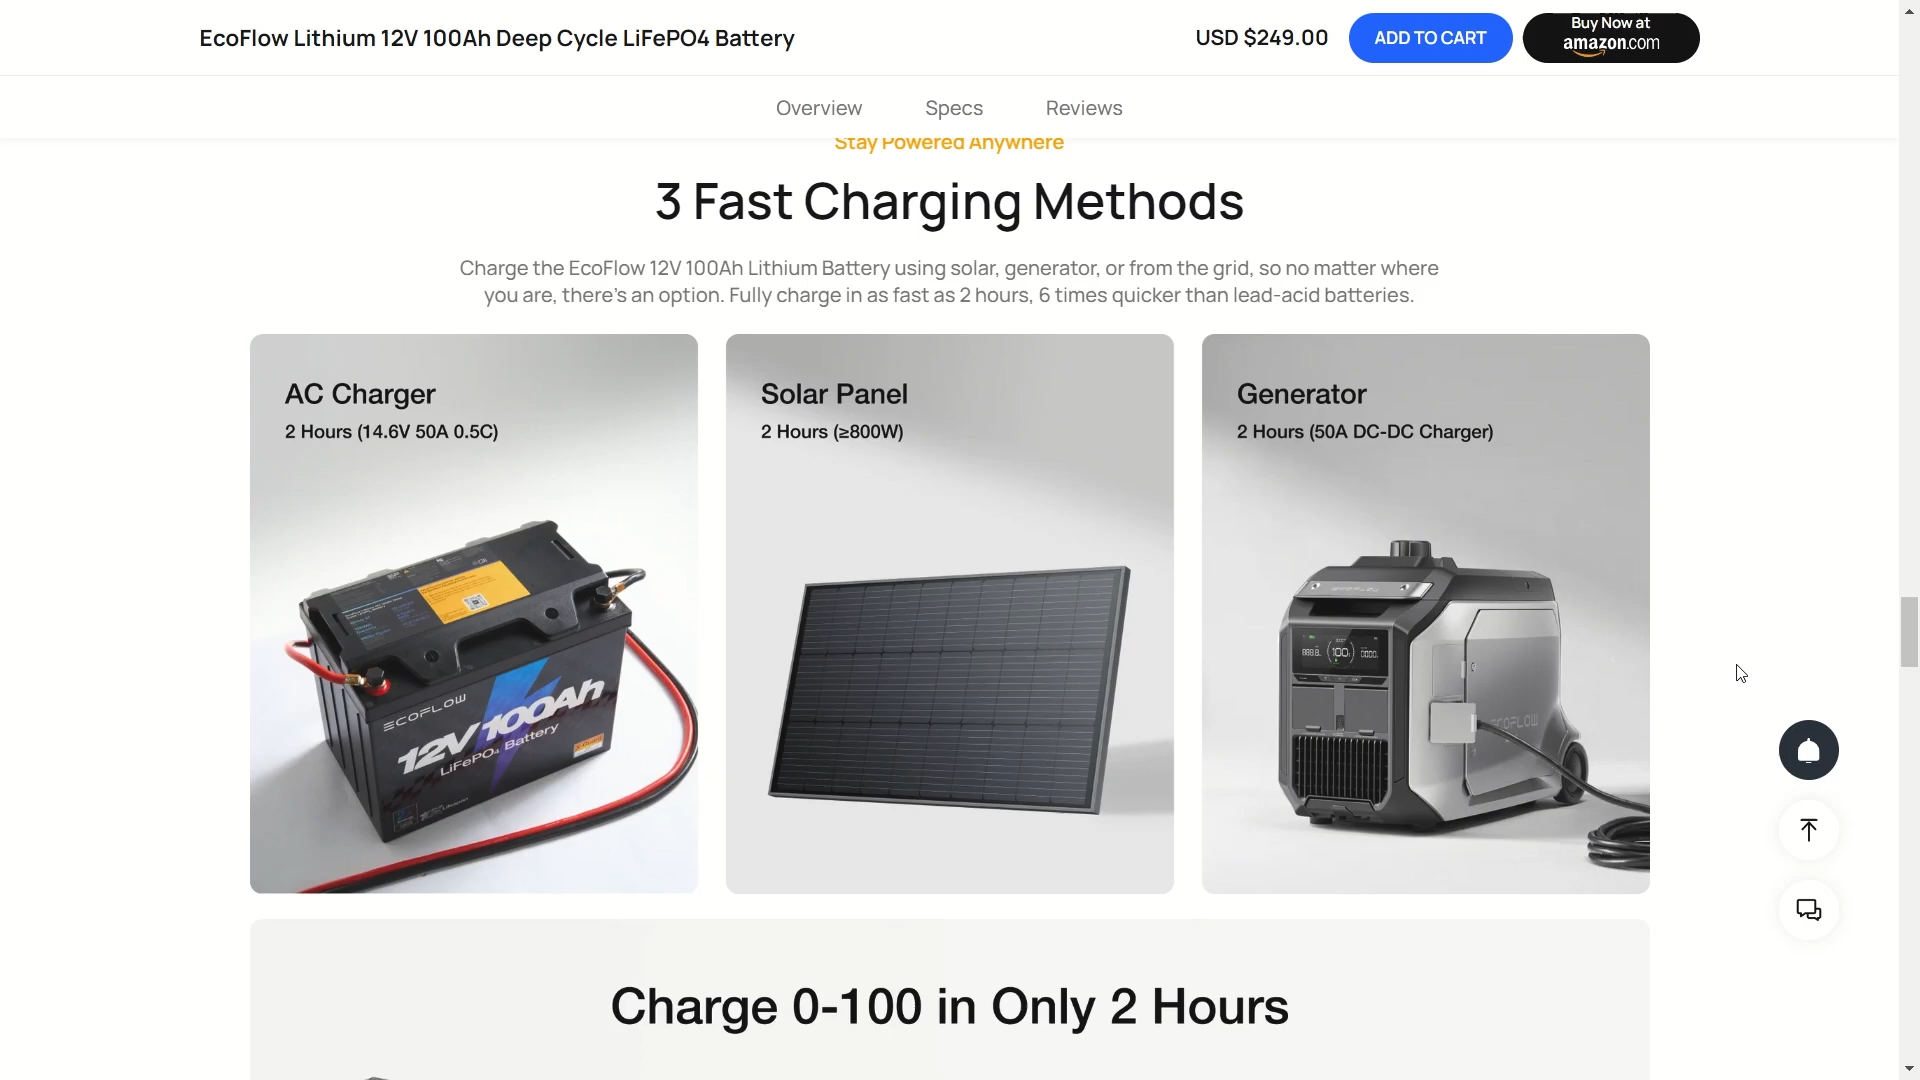 EcoFlow Lithium 12V 100Ah Deep Cycle LiFePO4 Battery
USD $249.00
ADD TO CART
Buy Now at
amazon.com
Overview
Specs
Reviews
Stay Powered Anywhere
3 Fast Charging Methods
Charge the EcoFlow 12V 100Ah Lithium Battery using solar, generator, or from the grid, so no matter where
you are, there's an option. Fully charge in as fast as 2 hours, 6 times quicker than lead-acid batteries.
AC Charger
2 Hours (14.6V 50A 0.5C)
ECOFLOW
12V 100Ah
LiFePO₄ Battery
Solar Panel
2 Hours (≥800W)
Generator
2 Hours (50A DC-DC Charger)
ECOFLOW
100
ECOFLOW
Charge 0-100 in Only 2 Hours